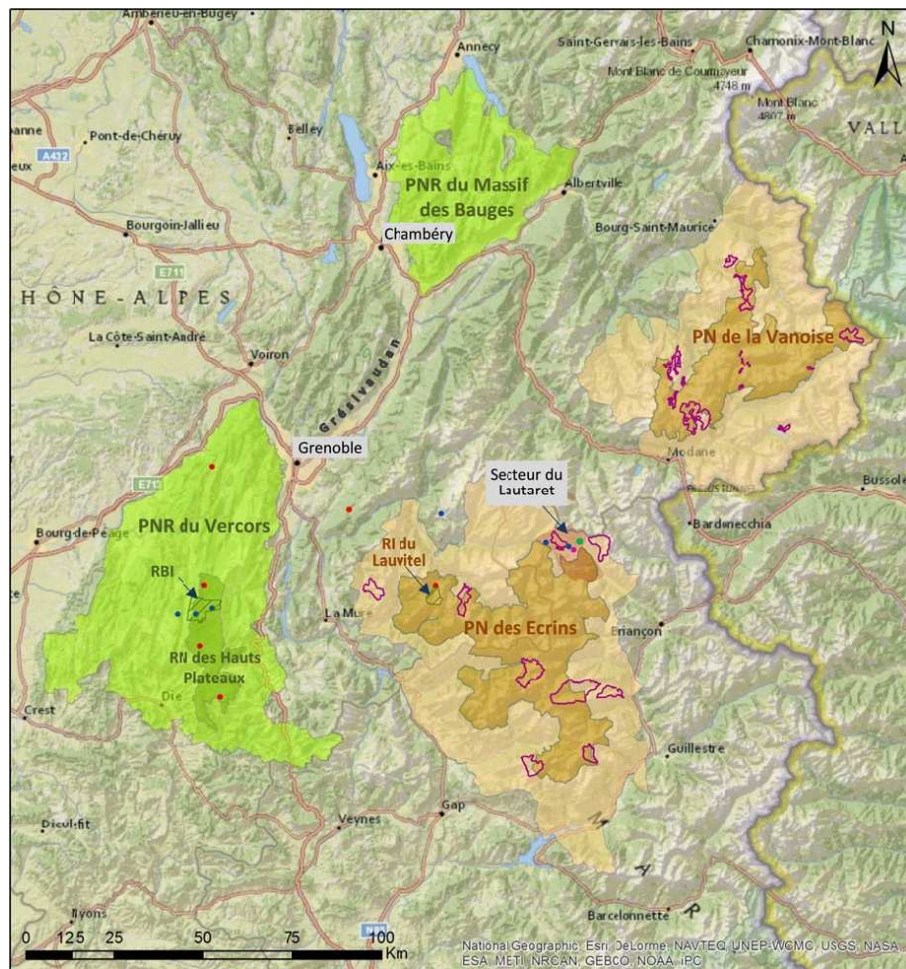 Ambérieu-en-Bugey
Annecy
Saint-Gervais-les-Bains
Chamonix-Mont-Blanc
N
Mont Blanc de Courmayeur
4748 m
Mont Blanc
4807 m
Pont-de-Chéruy
Belley
A432
Aix-es-Bains
PNR du Massif
des Bauges
Albertville
Bourgoin-Jallieu
Chambéry
Bourg-Saint-Maurice
E711
HÔNE-ALPES
La Côte-Saint-André
PN de la Vanoise
Voiron
Grésivaudan
Grenoble
Modane
Secteur du
Lautaret
E713
Bussole
Bardonecchia
PNR du Vercors
Bourg-de-Péage
RI du
Lauvitel
RBI
La Mure
PN des Ecrins
Briançon
RN des Hauts
Plateaux
Die
Crest
Guillestre
Gap
Veynes
Dieulefit
Barcelonnette
Nyons
0 12,5 25 50 75 100
Km
National Geographic, Esri, DeLorme, NAVTEQ, UNEP-WCMC, USGS, NASA,
ESA, METI, NRCAN, GEBCO, NOAA, iPC